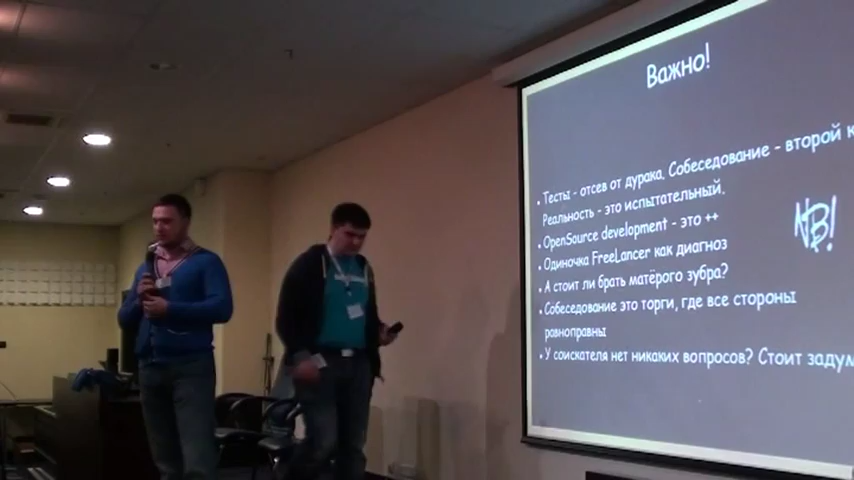 Важно!
• Тесты - отсев от дурака. Собеседование - второй
Реальность - это испытательный.
• OpenSource development - это ++
• Одиночка FreeLancer как диагноз
• А стоит ли брать матёрого зубра?
• Собеседование это торги, где все стороны
равноправны
• У соискателя нет никаких вопросов? Стоит
NB!